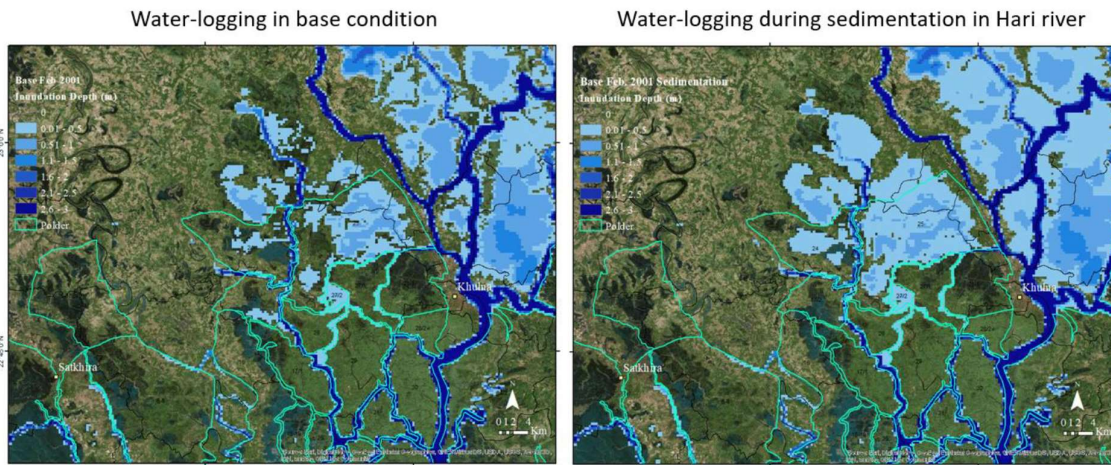 Water-logging in base condition
Water-logging during sedimentation in Hari river
Base Feb 2001
Inundation Depth (m)
0
0.01 - 0.5
0.51 - 1
1.1 - 1.5
1.6 - 2
2.1 - 2.5
2.6 - 3
Polder
Khulna
Satkhira
0 1 2 4
Km
Base Feb. 2001 Sedimentation
Inundation Depth (m)
0
0.01 - 0.5
0.51 - 1
1.1 - 1.5
1.6 - 2
2.1 - 2.5
2.6 - 3
Polder
24
25
Khulna
Satkhira
0 1 2 4
Km